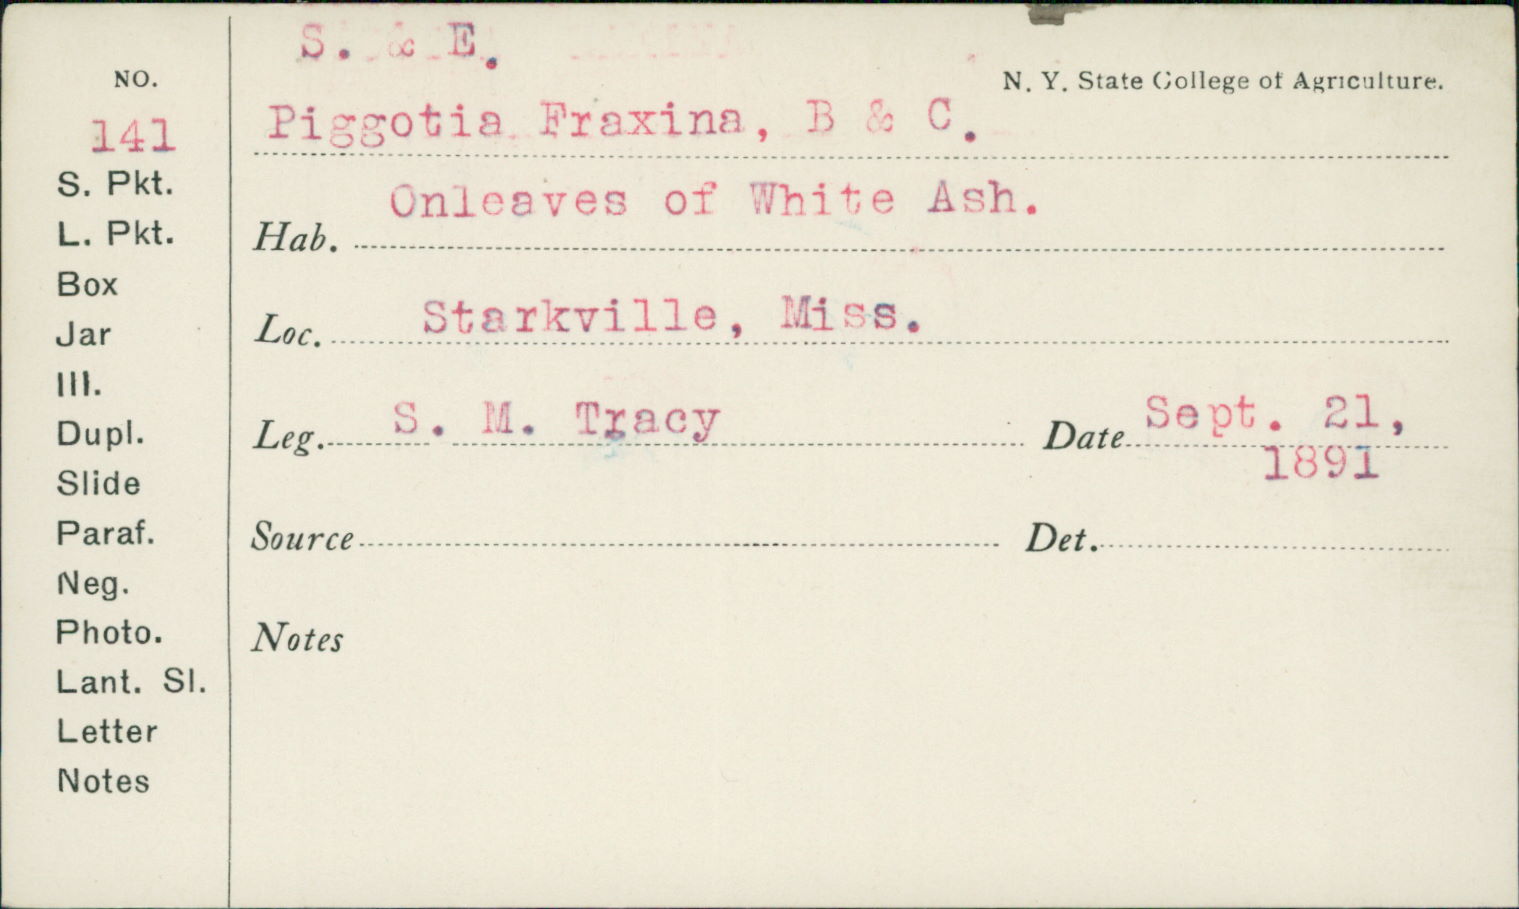 S. & E.
NO.
N. Y. State College of Agriculture.
141
Piggotia Fraxina, B & C.
S. Pkt.
Onleaves of White Ash.
L. Pkt.
Hab.
Box
Jar
Loc. Starkville, Miss.
Ill.
Dupl.
Leg. S. M. Tracy Date Sept. 21,
1891
Slide
Paraf.
Source Det.
Neg.
Photo.
Notes
Lant. Sl.
Letter
Notes